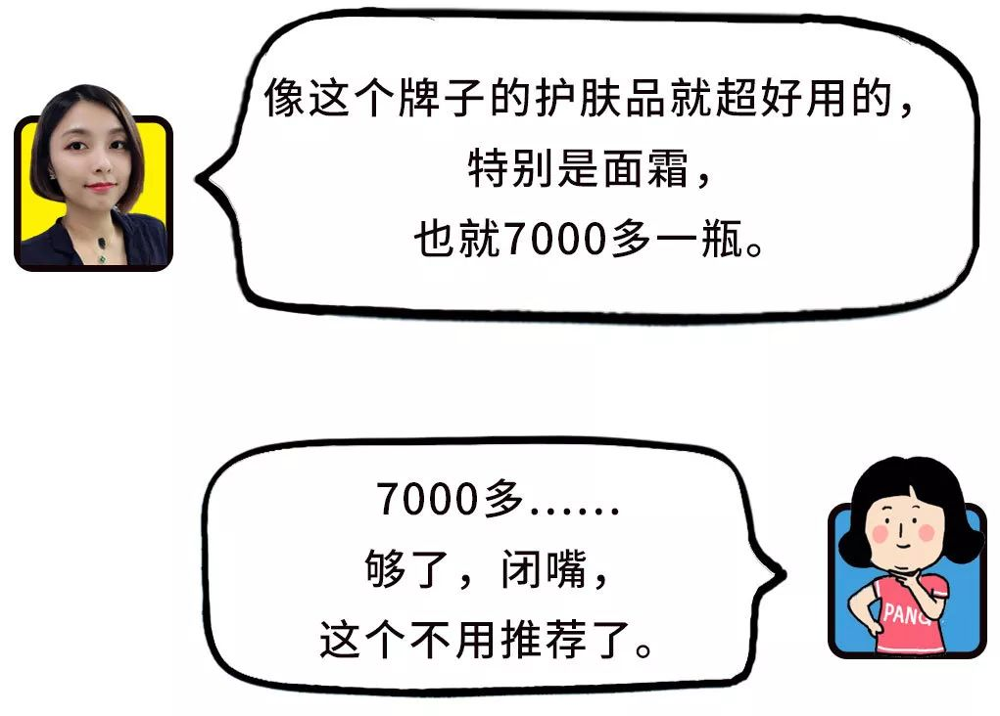 像这个牌子的护肤品就超好用的，
特别是面霜，
也就7000多一瓶。
7000多……
够了，闭嘴，
这个不用推荐了。
PANG